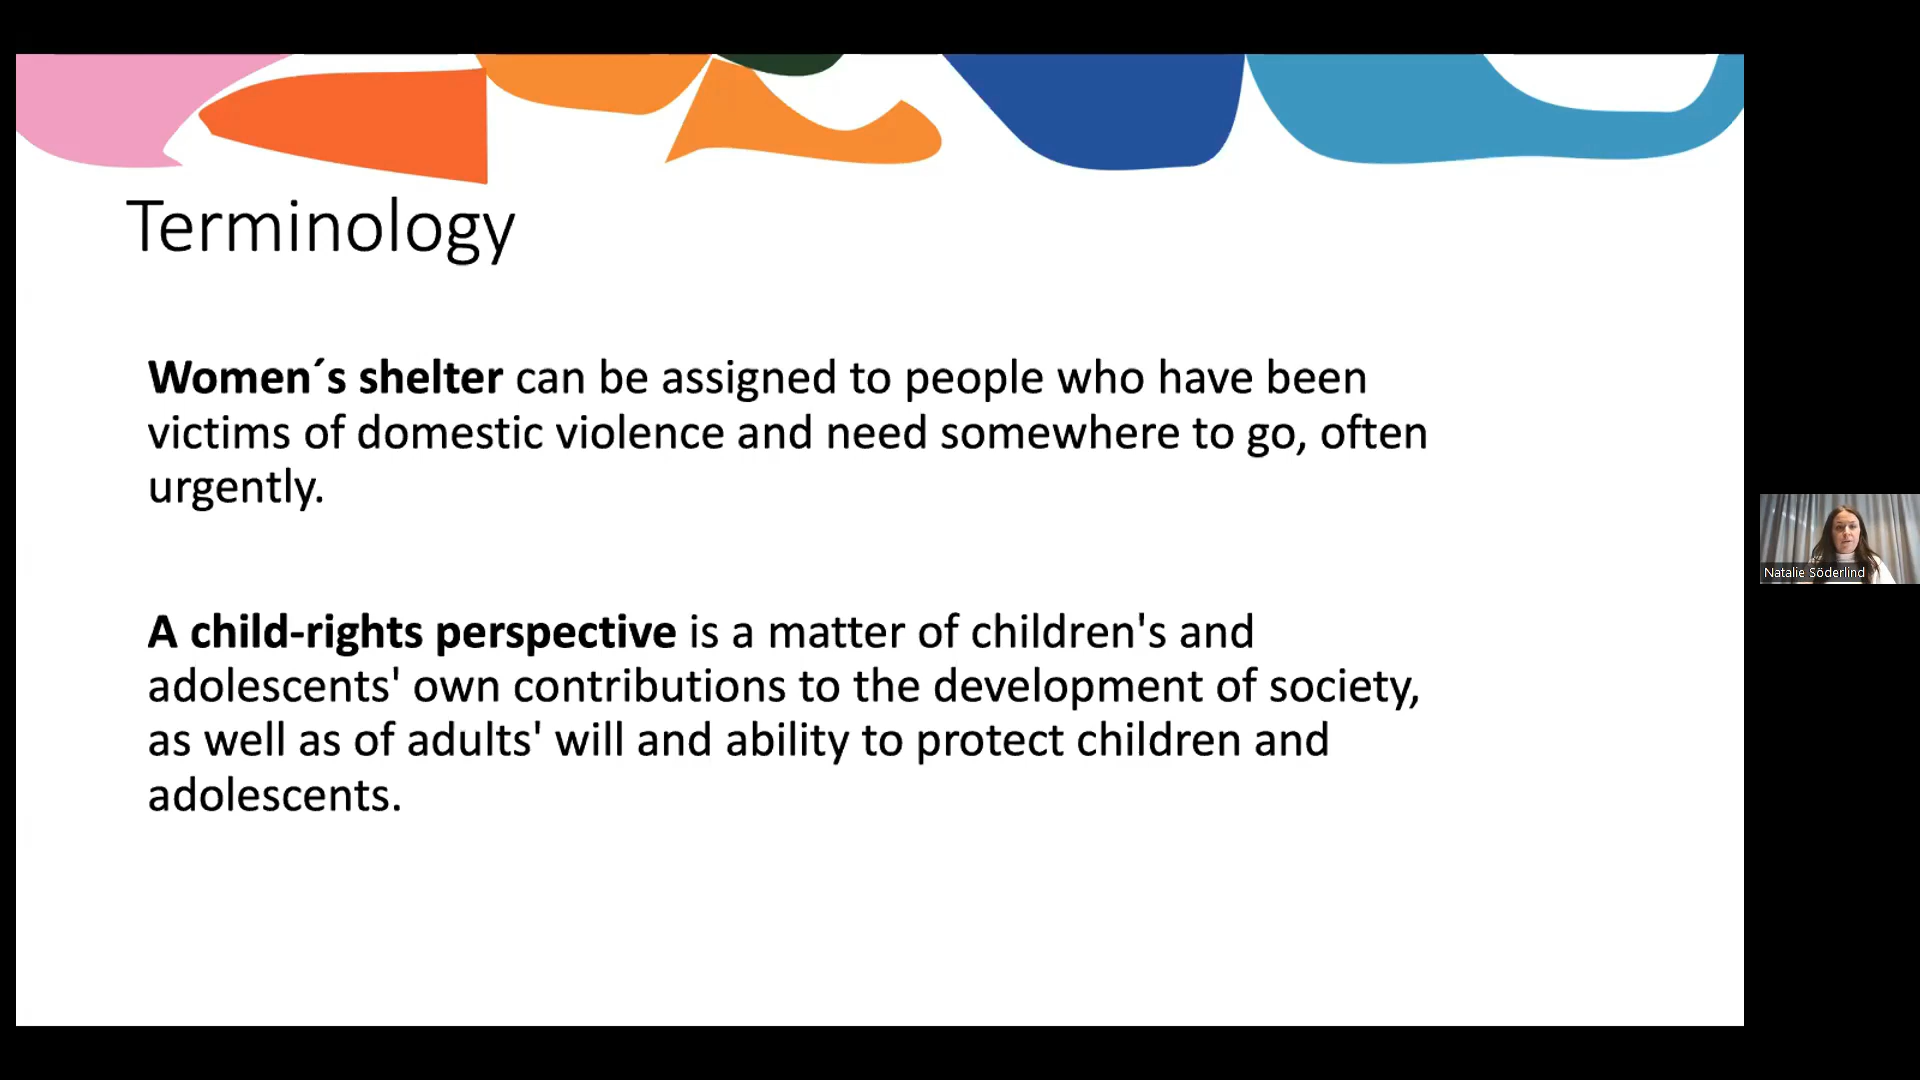 Terminology
Women´s shelter can be assigned to people who have been
victims of domestic violence and need somewhere to go, often
urgently.
A child-rights perspective is a matter of children's and
adolescents' own contributions to the development of society,
as well as of adults' will and ability to protect children and
adolescents.
Natalie Söderlind